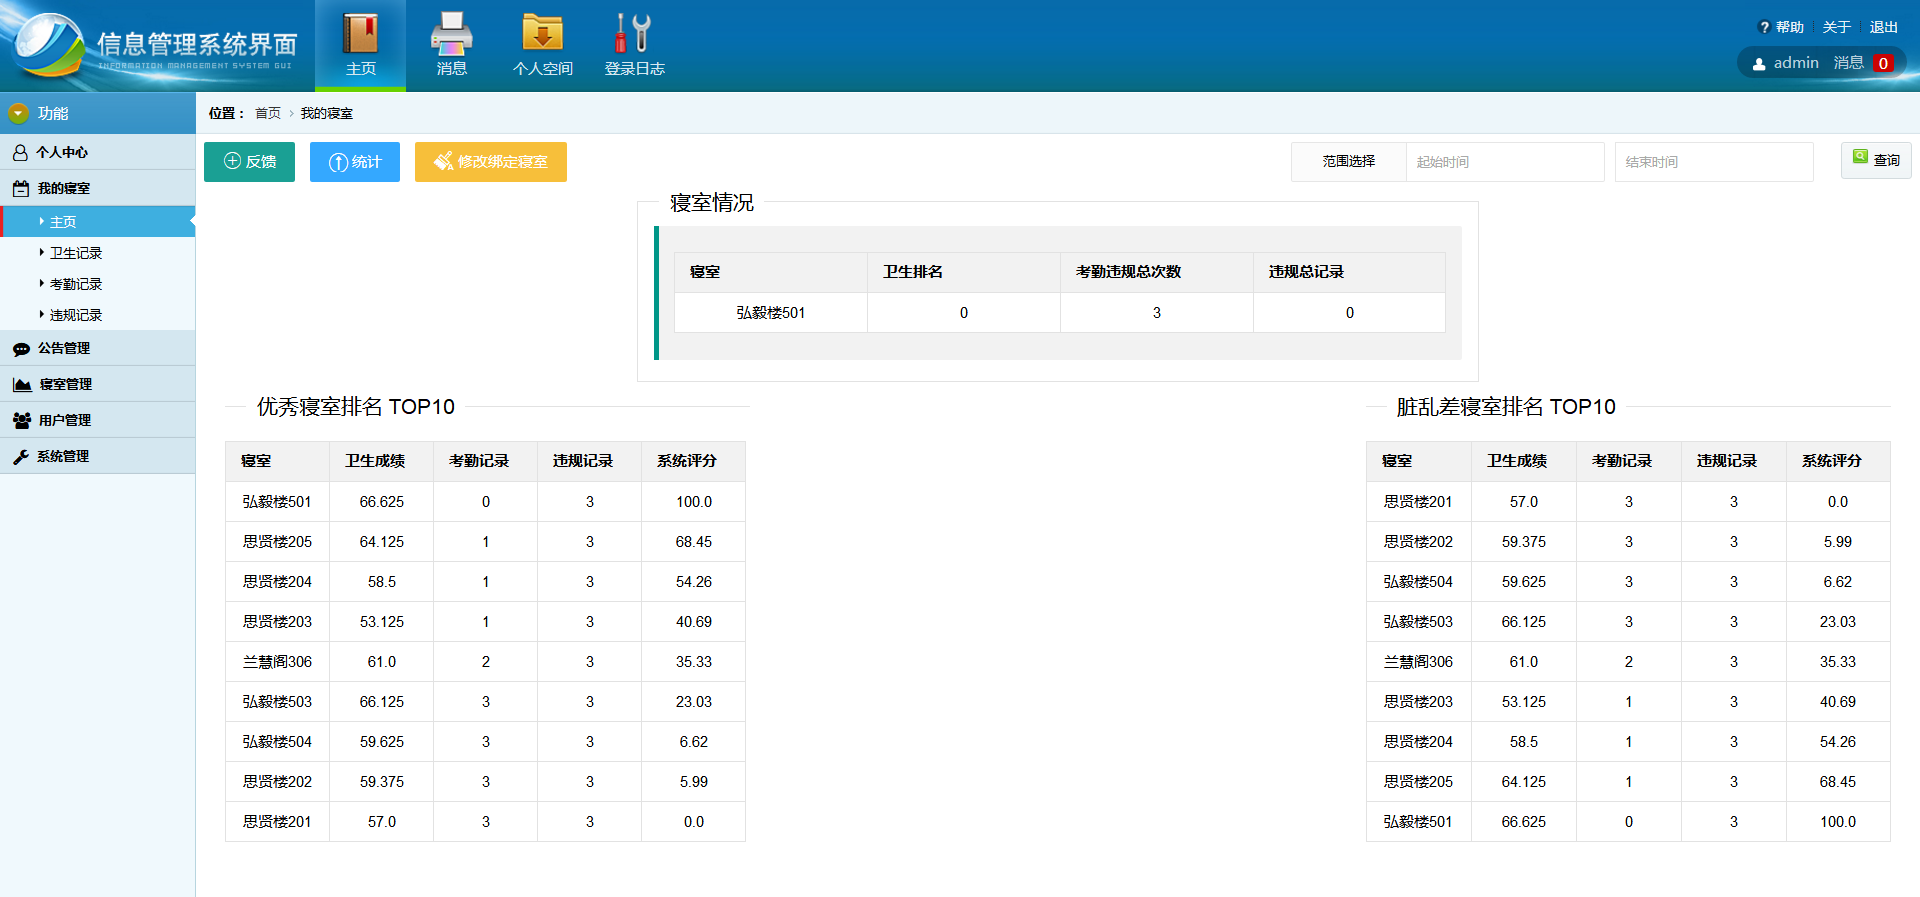 信息管理系统界面
INFORMATION MANAGEMENT SYSTEM GUI
主页 消息 个人空间 登录日志
帮助 关于 退出
admin 消息 0
功能
位置： 首页 › 我的寝室
个人中心
我的寝室
主页
卫生记录
考勤记录
违规记录
公告管理
寝室管理
用户管理
系统管理
反馈 统计 修改绑定寝室 范围选择 起始时间 结束时间 查询
寝室情况
寝室 卫生排名 考勤违规总次数 违规总记录
弘毅楼501 0 3 0
优秀寝室排名 TOP10
寝室 卫生成绩 考勤记录 违规记录 系统评分
弘毅楼501 66.625 0 3 100.0
思贤楼205 64.125 1 3 68.45
思贤楼204 58.5 1 3 54.26
思贤楼203 53.125 1 3 40.69
兰慧阁306 61.0 2 3 35.33
弘毅楼503 66.125 3 3 23.03
弘毅楼504 59.625 3 3 6.62
思贤楼202 59.375 3 3 5.99
思贤楼201 57.0 3 3 0.0
脏乱差寝室排名 TOP10
寝室 卫生成绩 考勤记录 违规记录 系统评分
思贤楼201 57.0 3 3 0.0
思贤楼202 59.375 3 3 5.99
弘毅楼504 59.625 3 3 6.62
弘毅楼503 66.125 3 3 23.03
兰慧阁306 61.0 2 3 35.33
思贤楼203 53.125 1 3 40.69
思贤楼204 58.5 1 3 54.26
思贤楼205 64.125 1 3 68.45
弘毅楼501 66.625 0 3 100.0